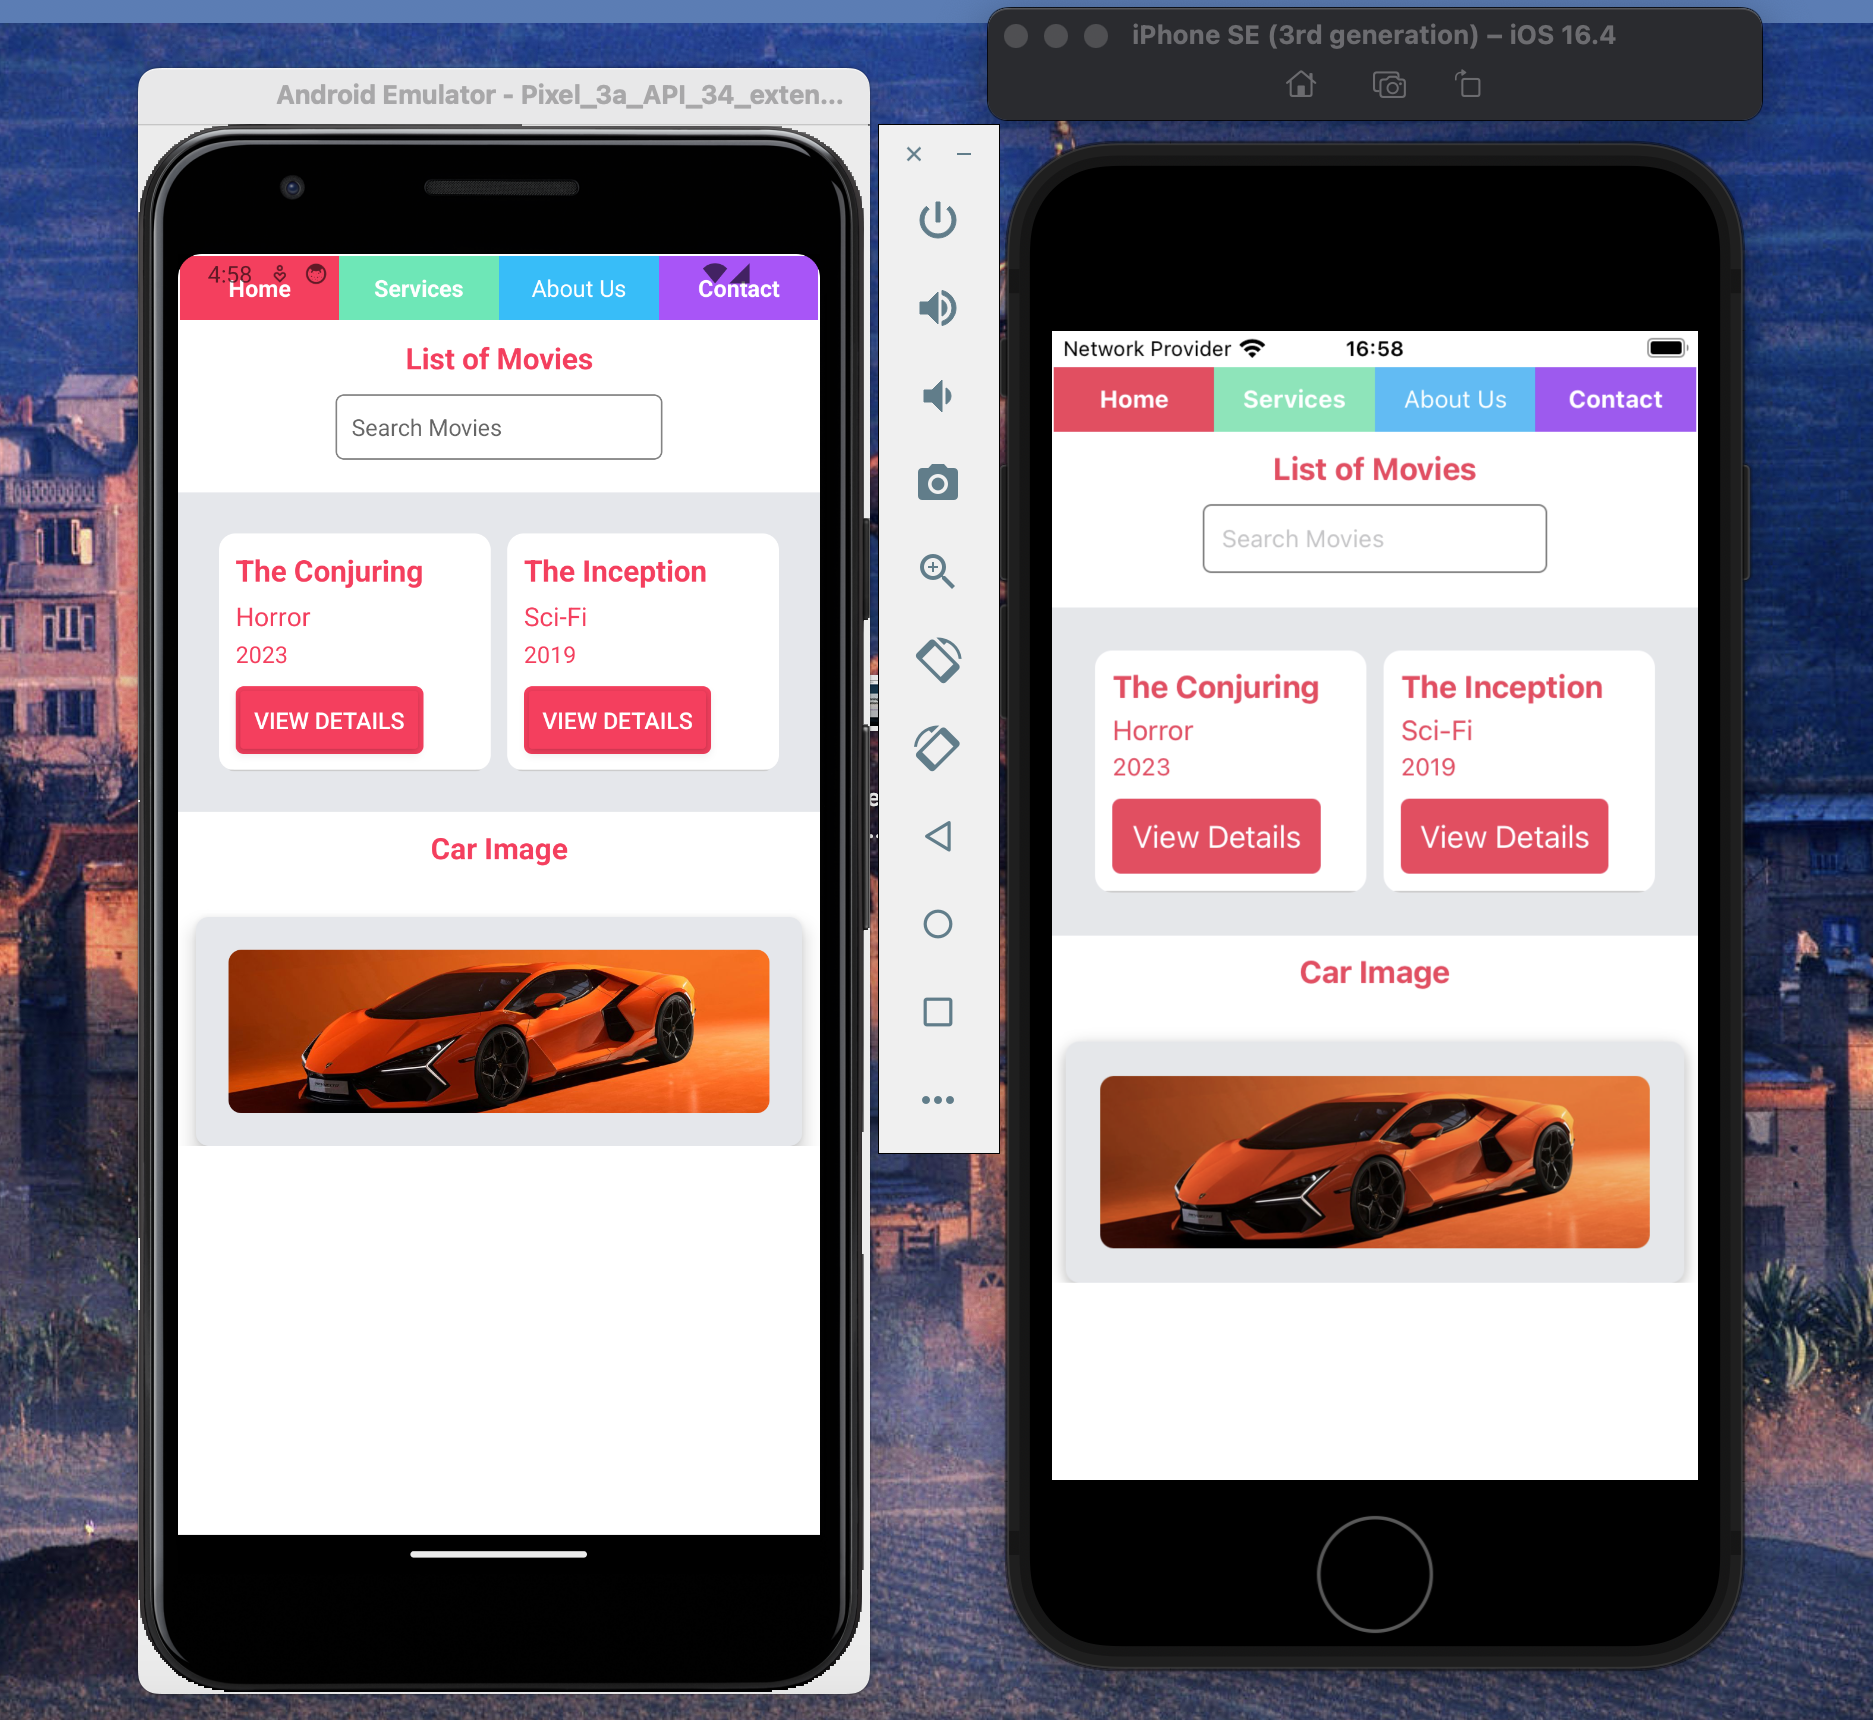 Android Emulator - Pixel_3a_API_34_exten...
4:58
Home
Services
About Us
Contact
List of Movies
Search Movies
The Conjuring
Horror
2023
VIEW DETAILS
The Inception
Sci-Fi
2019
VIEW DETAILS
Car Image
iPhone SE (3rd generation) – iOS 16.4
Network Provider
16:58
Home
Services
About Us
Contact
List of Movies
Search Movies
The Conjuring
Horror
2023
View Details
The Inception
Sci-Fi
2019
View Details
Car Image